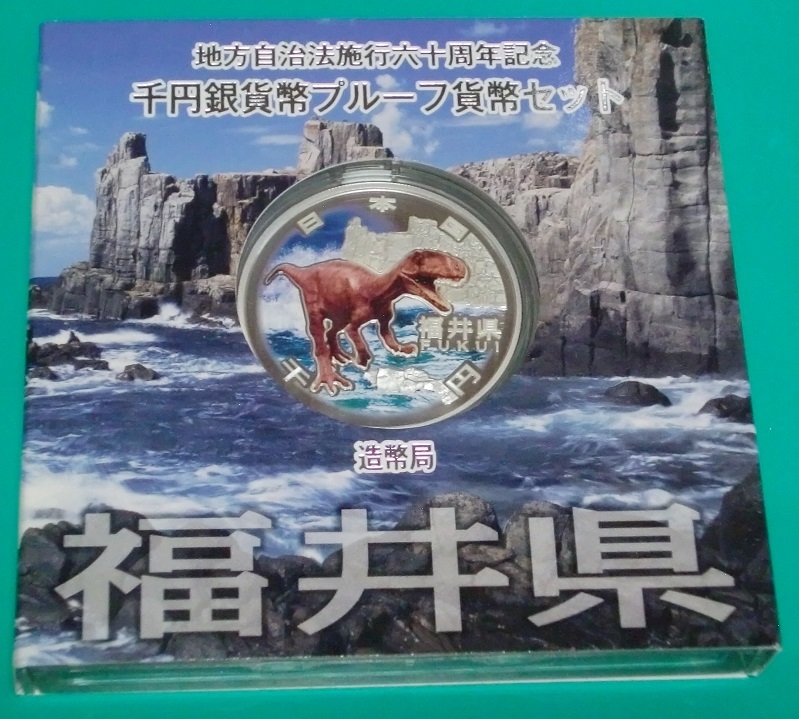 地方自治法施行六十周年記念
千円銀貨幣プルーフ貨幣セット
日本国
福井県
FUKUI
千円
造幣局
福井県